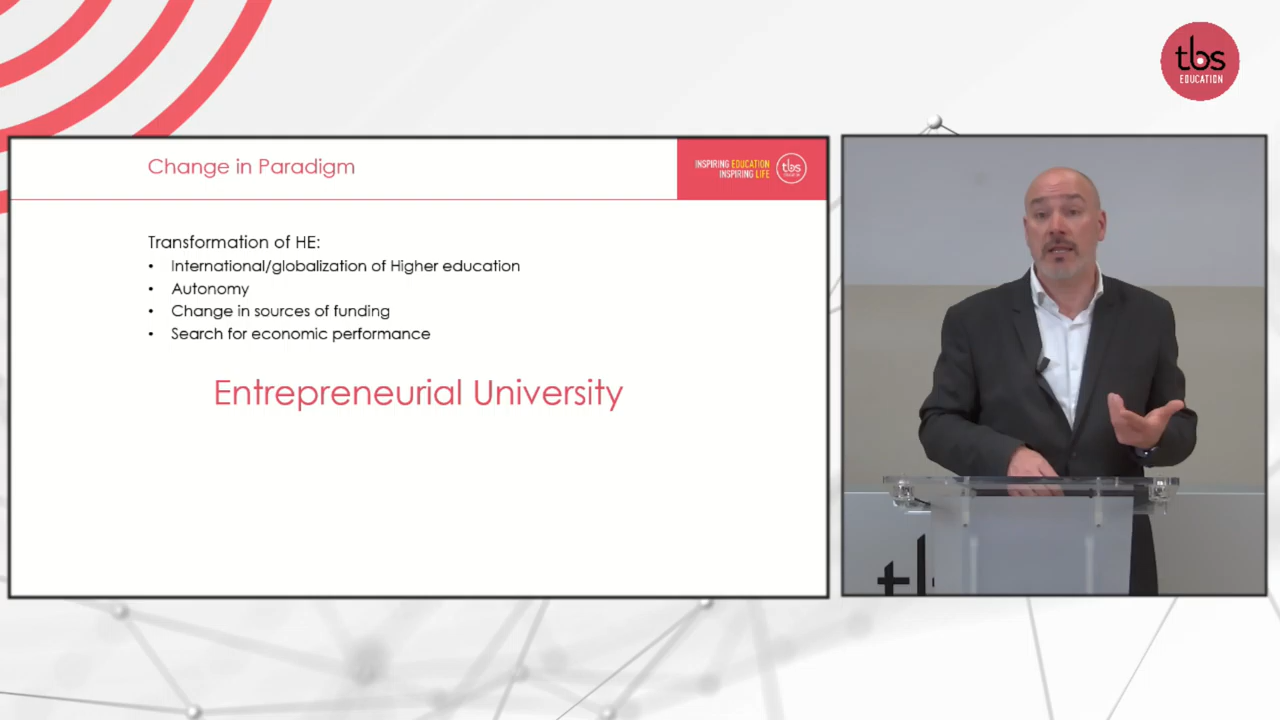 tbs
EDUCATION
Change in Paradigm
INSPIRING EDUCATION
INSPIRING LIFE
tbs
Transformation of HE:
• International/globalization of Higher education
• Autonomy
• Change in sources of funding
• Search for economic performance
Entrepreneurial University